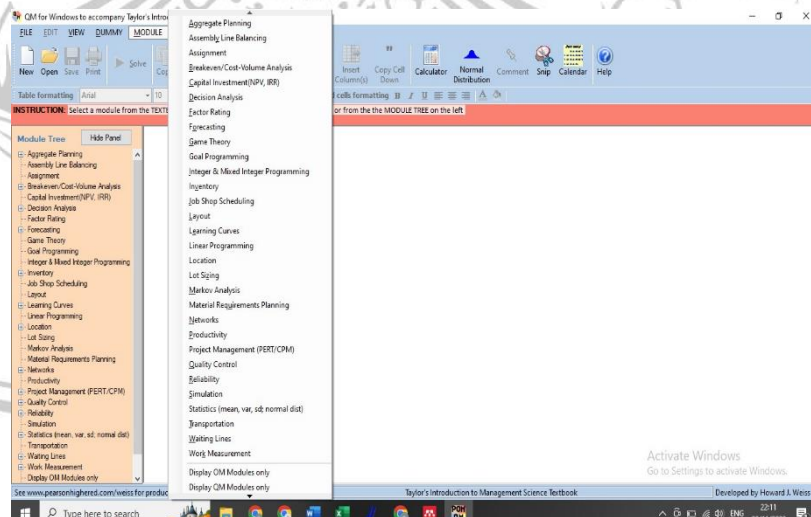 QM for Windows to accompany Taylor's Introd
FILE EDIT VIEW DUMMY MODULE
New Open Save Print Solve Cop Insert Column(s) Copy Cell Down Calculator Normal Distribution Comment Snip Calendar Help
Table formatting Arial 10 cells formatting B I U
INSTRUCTION: Select a module from the TEXTB or from the the MODULE TREE on the left
Module Tree Hide Panel
Aggregate Planning
Assembly Line Balancing
Assignment
Breakeven/Cost-Volume Analysis
Capital Investment(NPV, IRR)
Decision Analysis
Factor Rating
Forecasting
Game Theory
Goal Programming
Integer & Mixed Integer Programming
Inventory
Job Shop Scheduling
Layout
Learning Curves
Linear Programming
Location
Lot Sizing
Markov Analysis
Material Requirements Planning
Networks
Productivity
Project Management (PERT/CPM)
Quality Control
Reliability
Simulation
Statistics (mean, var, sd; normal dist)
Transportation
Waiting Lines
Work Measurement
Display OM Modules only
Aggregate Planning
Assembly Line Balancing
Assignment
Breakeven/Cost-Volume Analysis
Capital Investment(NPV, IRR)
Decision Analysis
Factor Rating
Forecasting
Game Theory
Goal Programming
Integer & Mixed Integer Programming
Inventory
Job Shop Scheduling
Layout
Learning Curves
Linear Programming
Location
Lot Sizing
Markov Analysis
Material Requirements Planning
Networks
Productivity
Project Management (PERT/CPM)
Quality Control
Reliability
Simulation
Statistics (mean, var, sd; normal dist)
Transportation
Waiting Lines
Work Measurement
Display OM Modules only
Display QM Modules only
Activate Windows
Go to Settings to activate Windows.
See www.pearsonhighered.com/weiss for produc Taylor's Introduction to Management Science Textbook Developed by Howard J. Weiss
Type here to search POM QM ENG 22:11